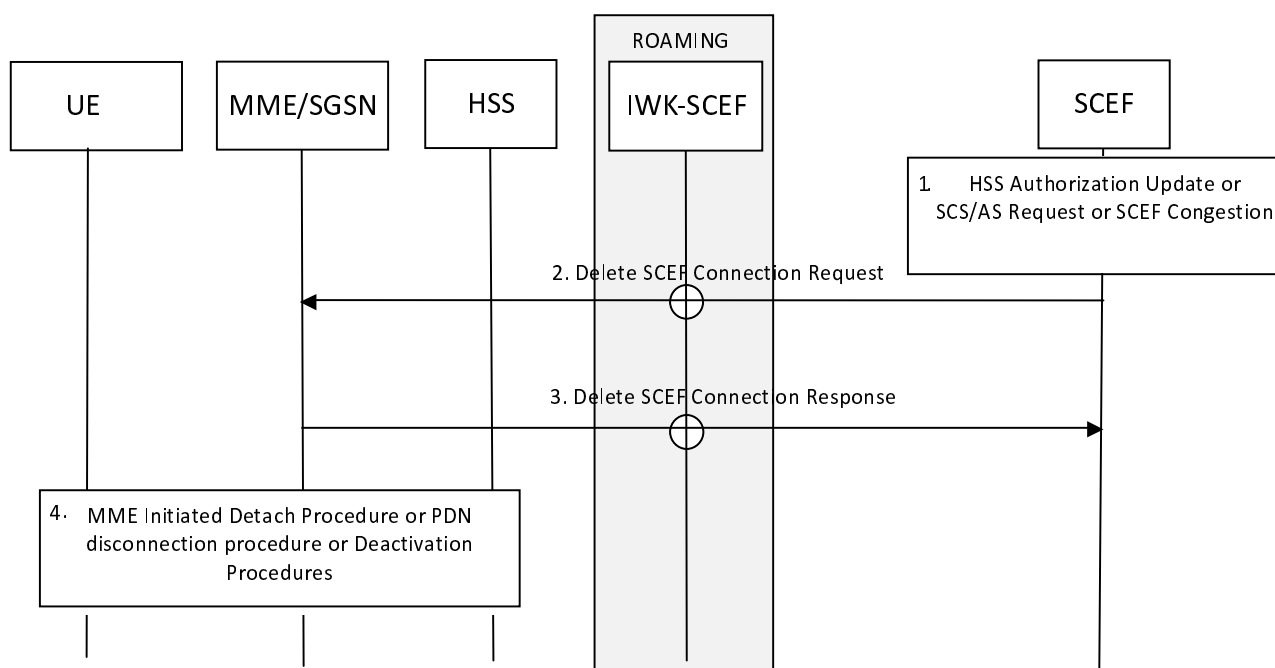 ROAMING
UE
MME/SGSN
HSS
IWK-SCEF
SCEF
1. HSS Authorization Update or
SCS/AS Request or SCEF Congestion
2. Delete SCEF Connection Request
3. Delete SCEF Connection Response
4. MME Initiated Detach Procedure or PDN
disconnection procedure or Deactivation
Procedures